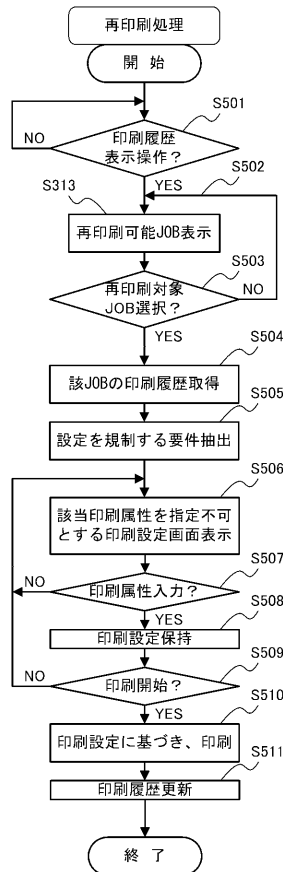 再印刷処理
開 始
S501
NO
印刷履歴
表示操作？
YES
S502
S313
再印刷可能JOB表示
S503
再印刷対象
JOB選択？
NO
YES
S504
該JOBの印刷履歴取得
S505
設定を規制する要件抽出
S506
該当印刷属性を指定不可
とする印刷設定画面表示
S507
NO
印刷属性入力？
YES
S508
印刷設定保持
S509
NO
印刷開始？
YES
S510
印刷設定に基づき、印刷
S511
印刷履歴更新
終 了